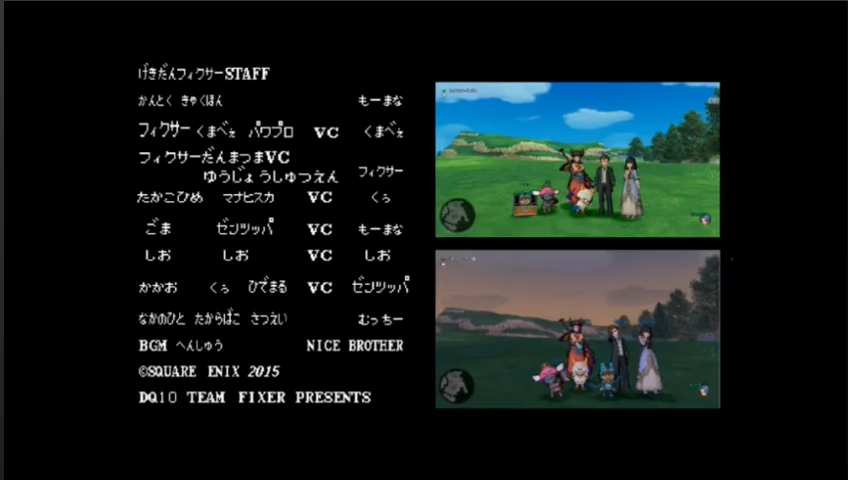 げきだんフィクサーSTAFF
かんとく きゃくほん もーまな
フィクサー くまべぇ パワプロ VC くまべぇ
フィクサーだんまつまVC
ゆうじょうしゅつえん フィクサー
たかこひめ マナヒスカ VC くぅ
ごま ゼンツッパ VC もーまな
しお しお VC しお
かかお くぅ ひでまる VC ゼンツッパ
なかのひと たからばこ さつえい むっちー
BGM へんしゅう NICE BROTHER
©SQUARE ENIX 2015
DQ10 TEAM FIXER PRESENTS